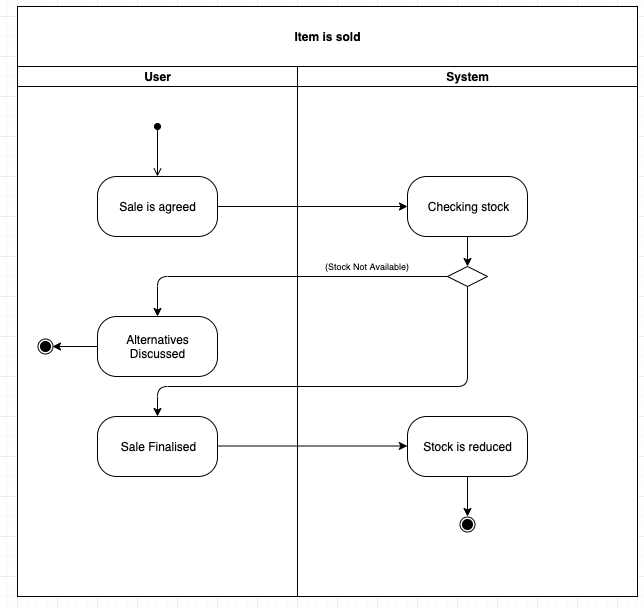 Item is sold
User
System
Sale is agreed
Checking stock
(Stock Not Available)
Alternatives
Discussed
Sale Finalised
Stock is reduced